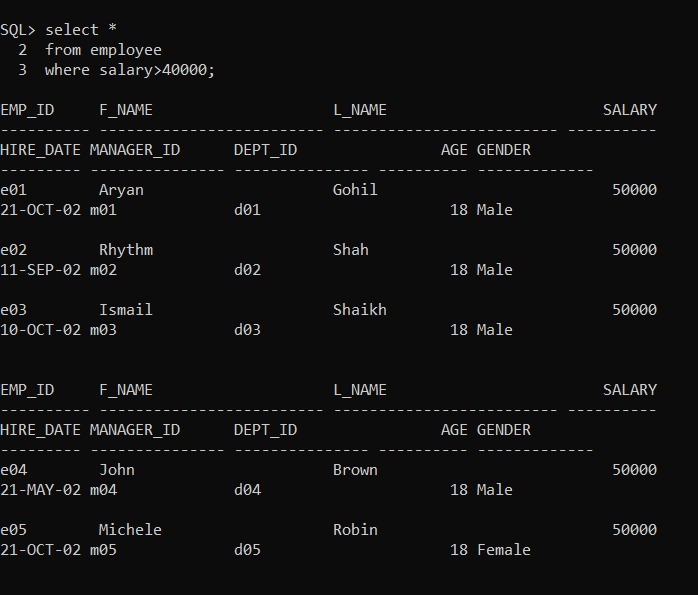 SQL> select *
  2  from employee
  3  where salary>40000;
EMP_ID     F_NAME                    L_NAME                        SALARY
---------- ------------------------- ------------------------- ----------
HIRE_DATE MANAGER_ID      DEPT_ID                AGE GENDER
--------- --------------- --------------- ---------- -------------
e01        Aryan                     Gohil                          50000
21-OCT-02 m01             d01                     18 Male
e02        Rhythm                    Shah                           50000
11-SEP-02 m02             d02                     18 Male
e03        Ismail                    Shaikh                         50000
10-OCT-02 m03             d03                     18 Male
EMP_ID     F_NAME                    L_NAME                        SALARY
---------- ------------------------- ------------------------- ----------
HIRE_DATE MANAGER_ID      DEPT_ID                AGE GENDER
--------- --------------- --------------- ---------- -------------
e04        John                      Brown                          50000
21-MAY-02 m04             d04                     18 Male
e05        Michele                   Robin                          50000
21-OCT-02 m05             d05                     18 Female